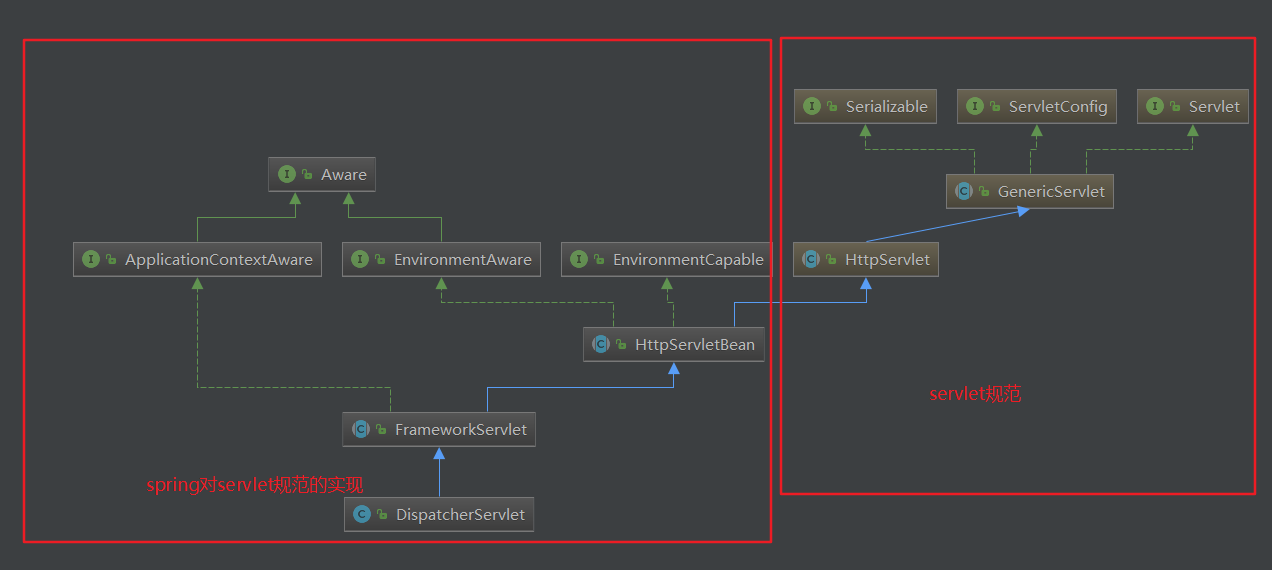 Serializable
ServletConfig
Servlet
Aware
GenericServlet
ApplicationContextAware
EnvironmentAware
EnvironmentCapable
HttpServlet
HttpServletBean
servlet规范
FrameworkServlet
spring对servlet规范的实现
DispatcherServlet